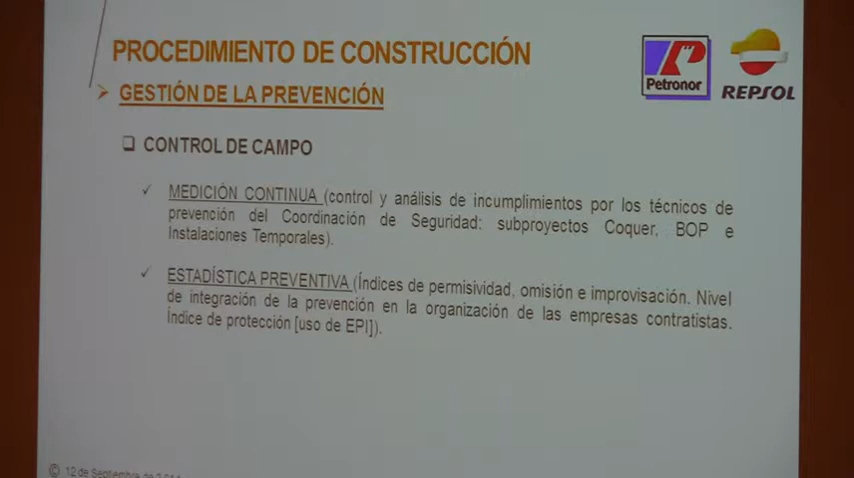 PROCEDIMIENTO DE CONSTRUCCIÓN
Petronor
REPSOL
GESTIÓN DE LA PREVENCIÓN
CONTROL DE CAMPO
MEDICIÓN CONTINUA (control y análisis de incumplimientos por los técnicos de
prevención del Coordinación de Seguridad: subproyectos Coquer, BOP e
Instalaciones Temporales).
ESTADÍSTICA PREVENTIVA (Índices de permisividad, omisión e improvisación. Nivel
de integración de la prevención en la organización de las empresas contratistas.
Índice de protección [uso de EPI]).
© 12 de Septiembre de